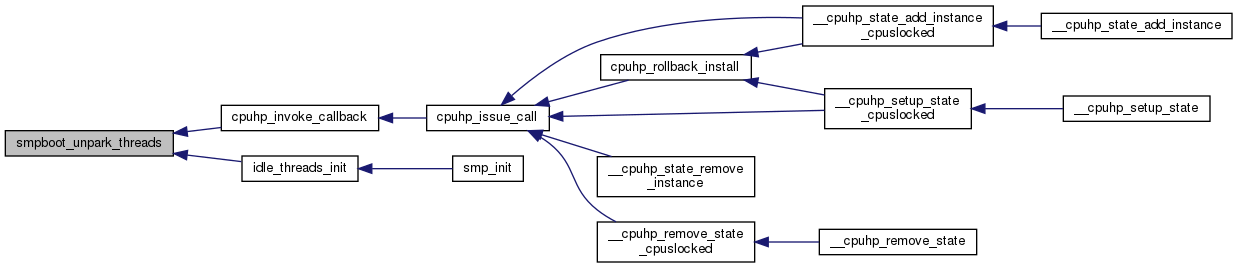 smpboot_unpark_threads
cpuhp_invoke_callback
idle_threads_init
cpuhp_issue_call
smp_init
cpuhp_rollback_install
__cpuhp_state_add_instance
_cpuslocked
__cpuhp_state_add_instance
__cpuhp_setup_state
_cpuslocked
__cpuhp_setup_state
__cpuhp_state_remove
_instance
__cpuhp_remove_state
_cpuslocked
__cpuhp_remove_state